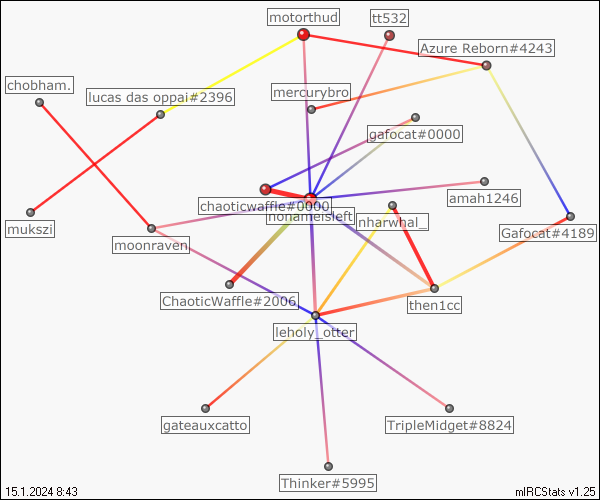 motorthud
tt532
Azure Reborn#4243
chobham.
lucas das oppai#2396
mercurybro
gafocat#0000
chaoticwaffle#0000
nonameisleft
amah1246
mukszi
moonraven
nharwhal_
Gafocat#4189
ChaoticWaffle#2006
then1cc
leholy_otter
gateauxcatto
TripleMidget#8824
Thinker#5995
15.1.2024 8:43
mIRCStats v1.25